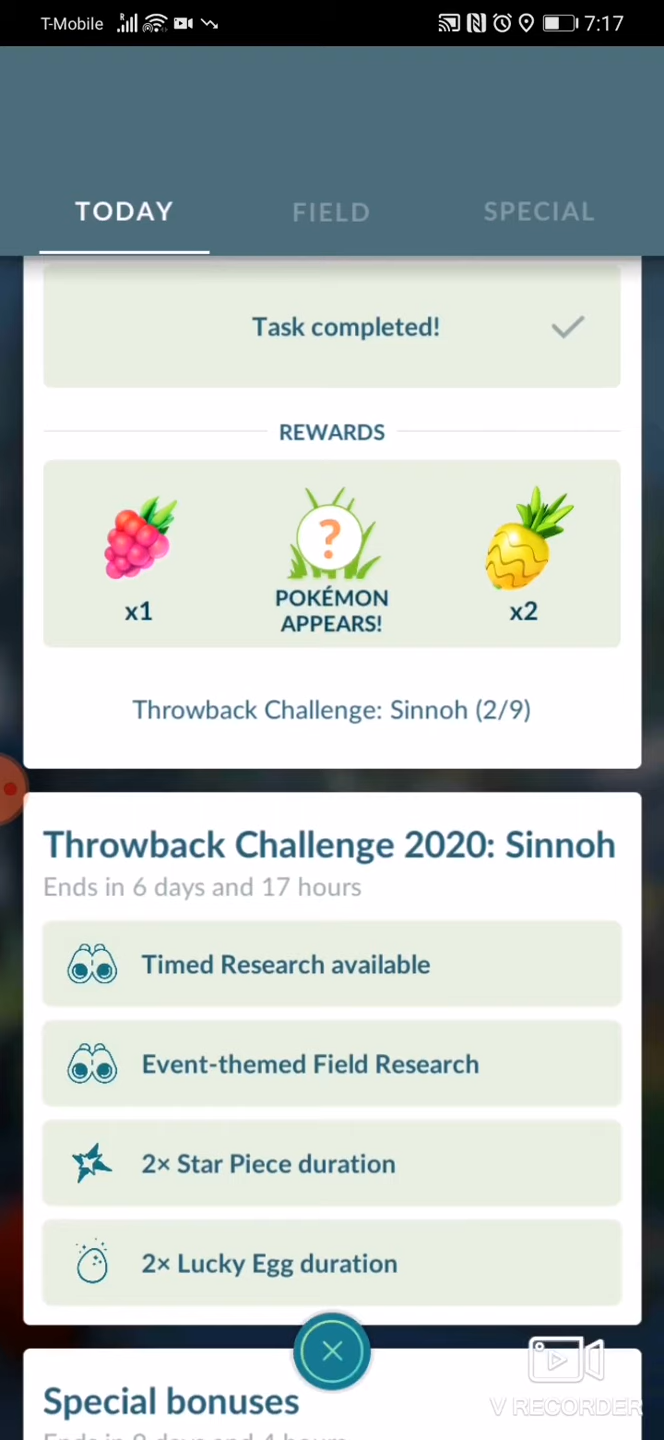 T-Mobile 7:17
TODAY FIELD SPECIAL
Task completed!
REWARDS
?
x1
POKÉMON
APPEARS!
x2
Throwback Challenge: Sinnoh (2/9)
Throwback Challenge 2020: Sinnoh
Ends in 6 days and 17 hours
Timed Research available
Event-themed Field Research
2× Star Piece duration
2× Lucky Egg duration
V RECORDER
Special bonuses